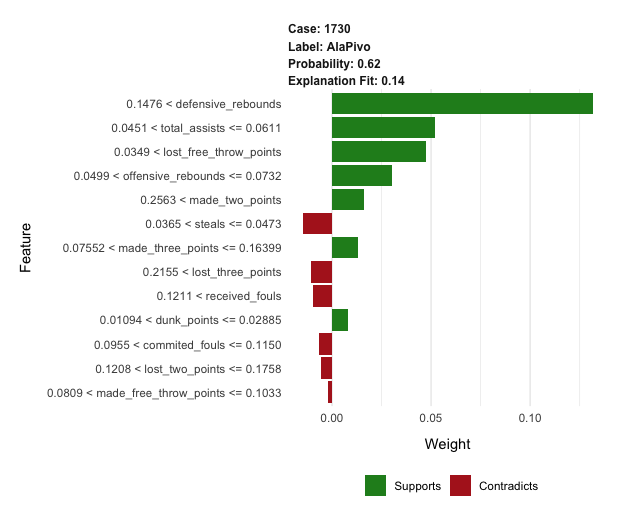 Case: 1730
Label: AlaPivo
Probability: 0.62
Explanation Fit: 0.14
0.1476 < defensive_rebounds
0.0451 < total_assists <= 0.0611
0.0349 < lost_free_throw_points
0.0499 < offensive_rebounds <= 0.0732
0.2563 < made_two_points
0.0365 < steals <= 0.0473
0.07552 < made_three_points <= 0.16399
0.2155 < lost_three_points
0.1211 < received_fouls
0.01094 < dunk_points <= 0.02885
0.0955 < commited_fouls <= 0.1150
0.1208 < lost_two_points <= 0.1758
0.0809 < made_free_throw_points <= 0.1033
Feature
0.00 0.05 0.10
Weight
Supports Contradicts